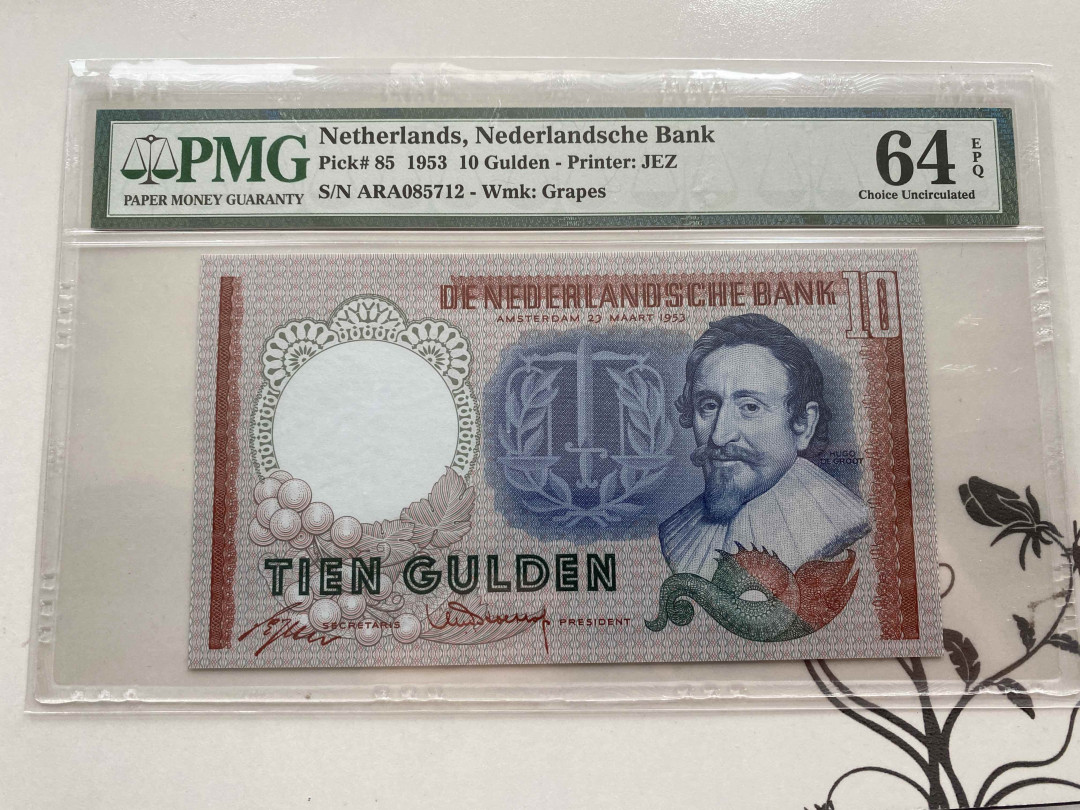 PMG
PAPER MONEY GUARANTY
Netherlands, Nederlandsche Bank
Pick# 85 1953 10 Gulden - Printer: JEZ
S/N ARA085712 - Wmk: Grapes
64 EPQ
Choice Uncirculated
DE NEDERLANDSCHE BANK 10
AMSTERDAM 23 MAART 1953
HUGO
DE GROOT
TIEN GULDEN
SECRETARIS
PRESIDENT